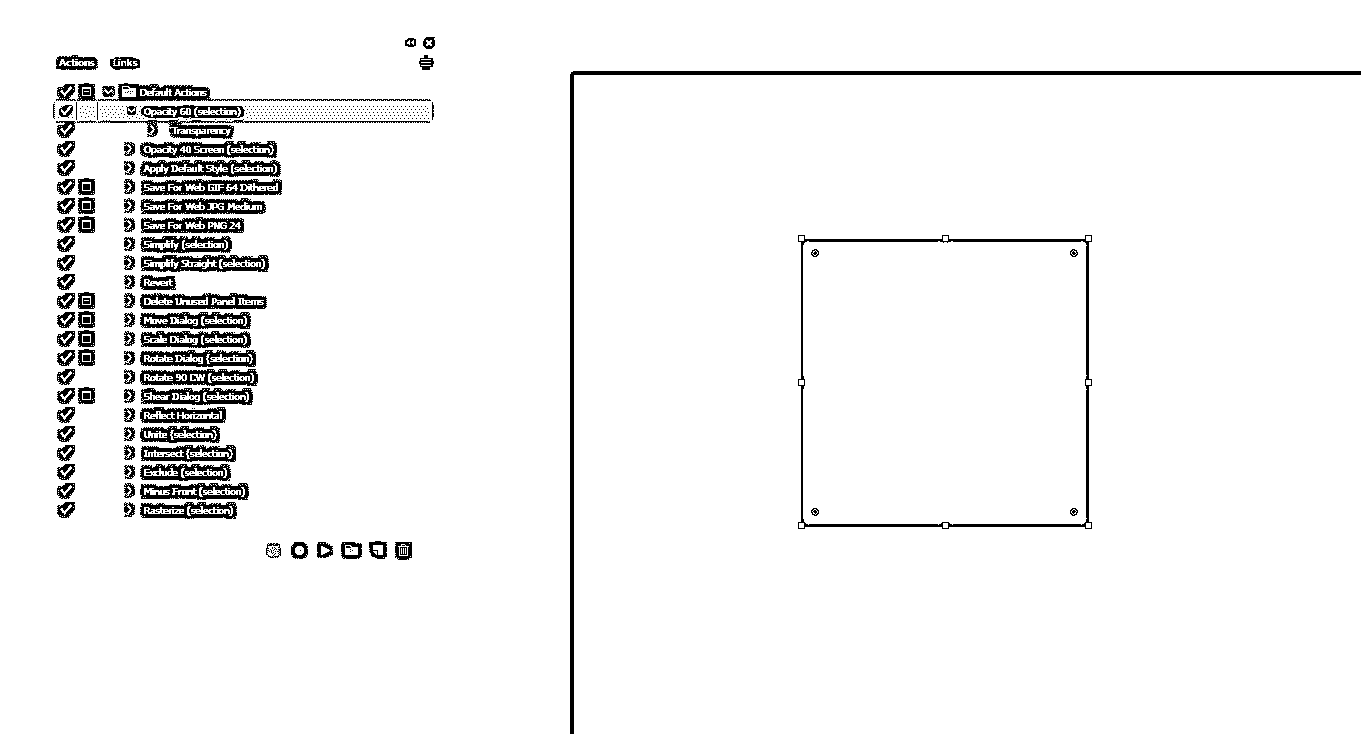 Actions Links
Default Actions
Opacity 60 (selection)
Transparency
Opacity 40 Screen (selection)
Apply Default Style (selection)
Save For Web GIF 64 Dithered
Save For Web JPG Medium
Save For Web PNG 24
Simplify (selection)
Simplify Straight (selection)
Revert
Delete Unused Panel Items
Move Dialog (selection)
Scale Dialog (selection)
Rotate Dialog (selection)
Rotate 90 CW (selection)
Shear Dialog (selection)
Reflect Horizontal
Unite (selection)
Intersect (selection)
Exclude (selection)
Minus Front (selection)
Rasterize (selection)